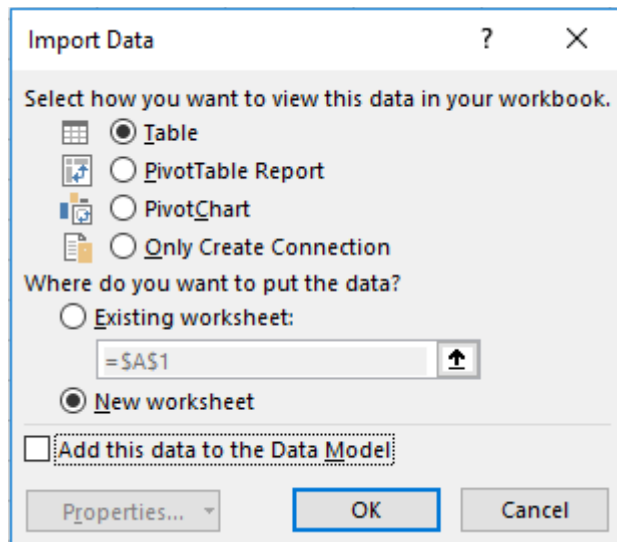 Import Data
?
Select how you want to view this data in your workbook.
Table
PivotTable Report
PivotChart
Only Create Connection
Where do you want to put the data?
Existing worksheet:
=$A$1
New worksheet
Add this data to the Data Model
Properties...
OK
Cancel